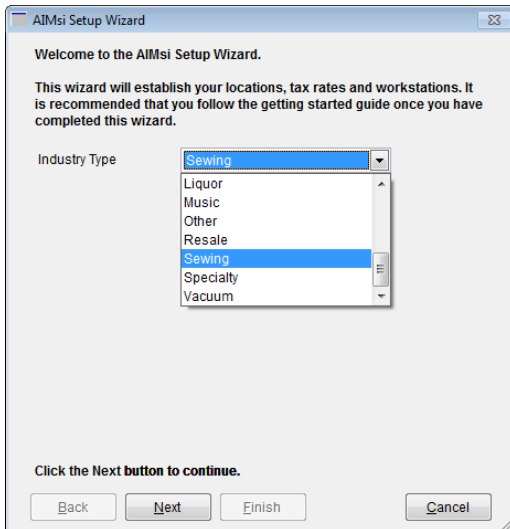 AIMsi Setup Wizard
Welcome to the AIMsi Setup Wizard.
This wizard will establish your locations, tax rates and workstations. It
is recommended that you follow the getting started guide once you have
completed this wizard.
Industry Type Sewing
Liquor
Music
Other
Resale
Sewing
Specialty
Vacuum
Click the Next button to continue.
Back Next Finish Cancel